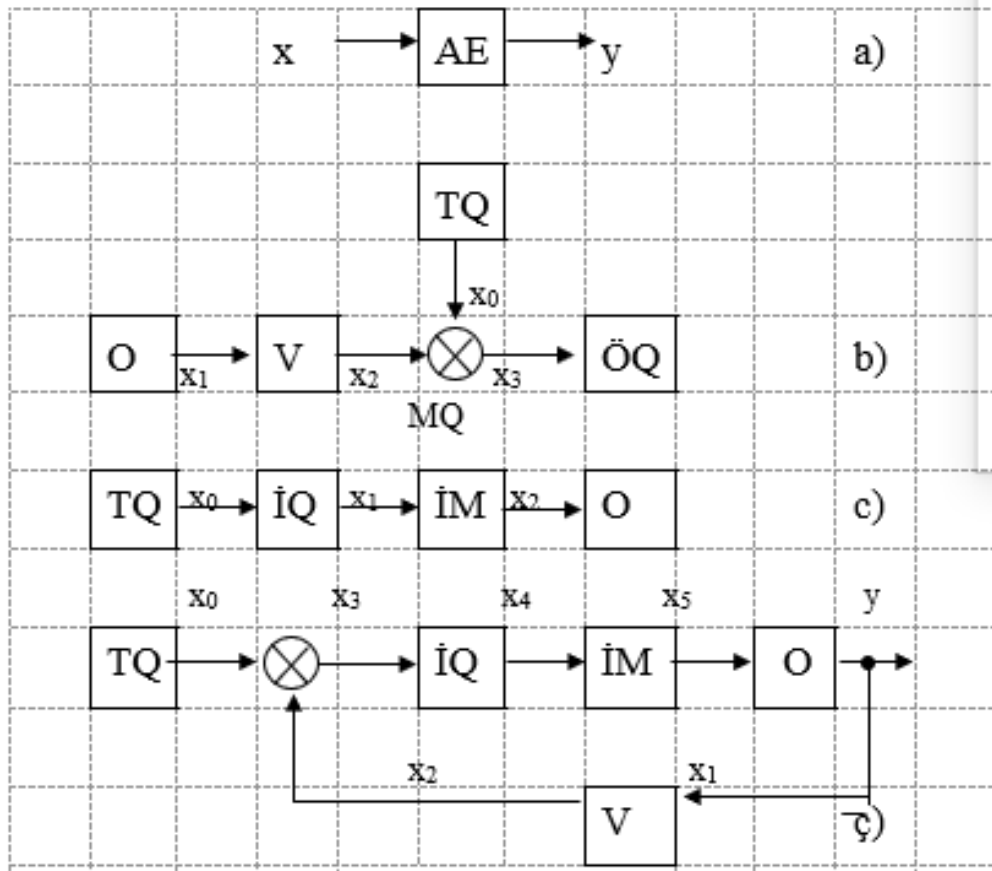 x AE y a)
TQ
x₀
O V ÖQ b)
x₁ x₂ x₃
MQ
TQ x₀ İQ x₁ İM x₂ O c)
x₀ x₃ x₄ x₅ y
TQ İQ İM O
x₂ x₁
V ç)